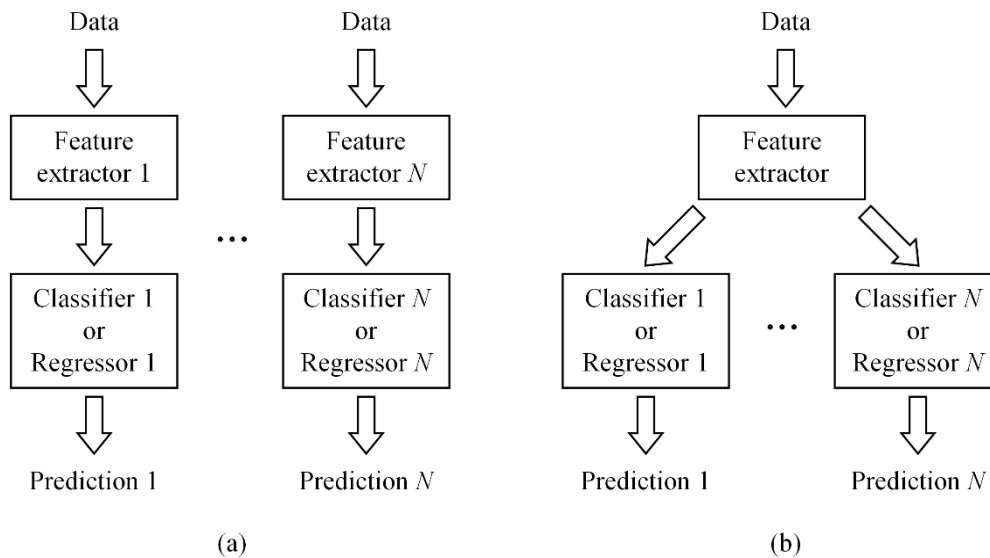 Data
Feature
extractor 1
Classifier 1
or
Regressor 1
Prediction 1
...
Data
Feature
extractor N
Classifier N
or
Regressor N
Prediction N
(a)
Data
Feature
extractor
Classifier 1
or
Regressor 1
Prediction 1
...
Classifier N
or
Regressor N
Prediction N
(b)